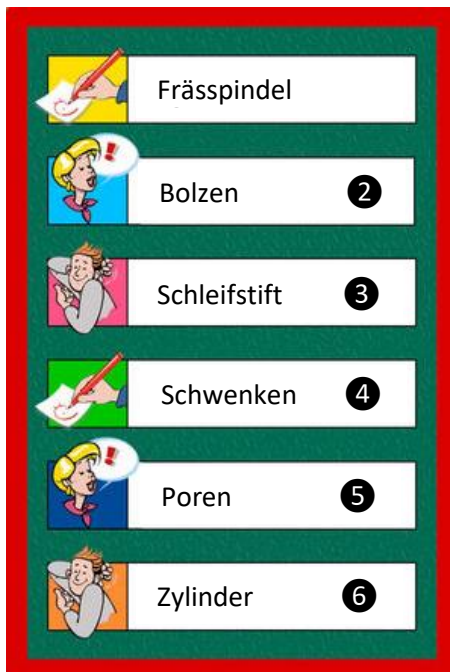 Frässpindel
Bolzen ❷
Schleifstift ❸
Schwenken ❹
Poren ❺
Zylinder ❻